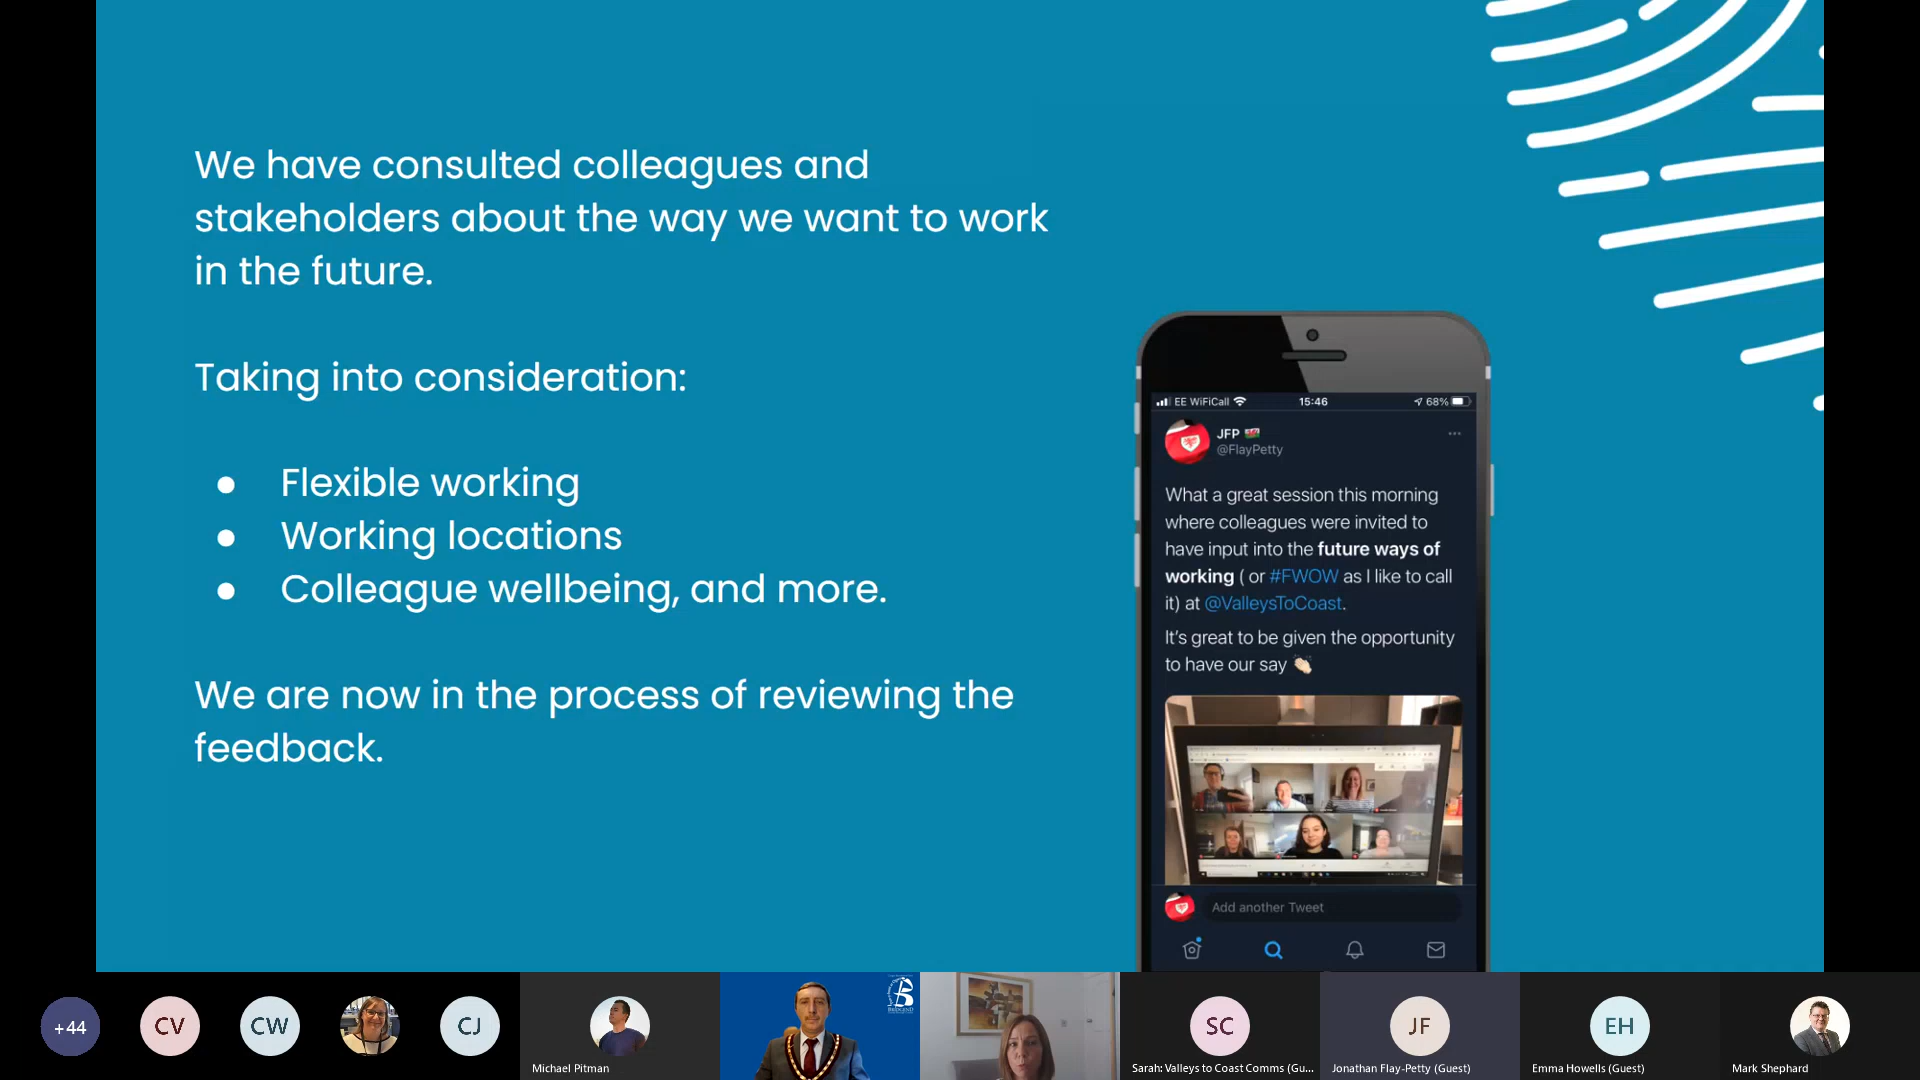 We have consulted colleagues and
stakeholders about the way we want to work
in the future.
Taking into consideration:
● Flexible working
● Working locations
● Colleague wellbeing, and more.
We are now in the process of reviewing the
feedback.
EE WiFiCall 15:46 68%
JFP
@FlayPetty
What a great session this morning
where colleagues were invited to
have input into the future ways of
working ( or #FWOW as I like to call
it) at @ValleysToCoast.
It's great to be given the opportunity
to have our say
Add another Tweet
+44 CV CW CJ SC JF EH
BRIDGEND
Michael Pitman Sarah: Valleys to Coast Comms (Gu... Jonathan Flay-Petty (Guest) Emma Howells (Guest) Mark Shephard